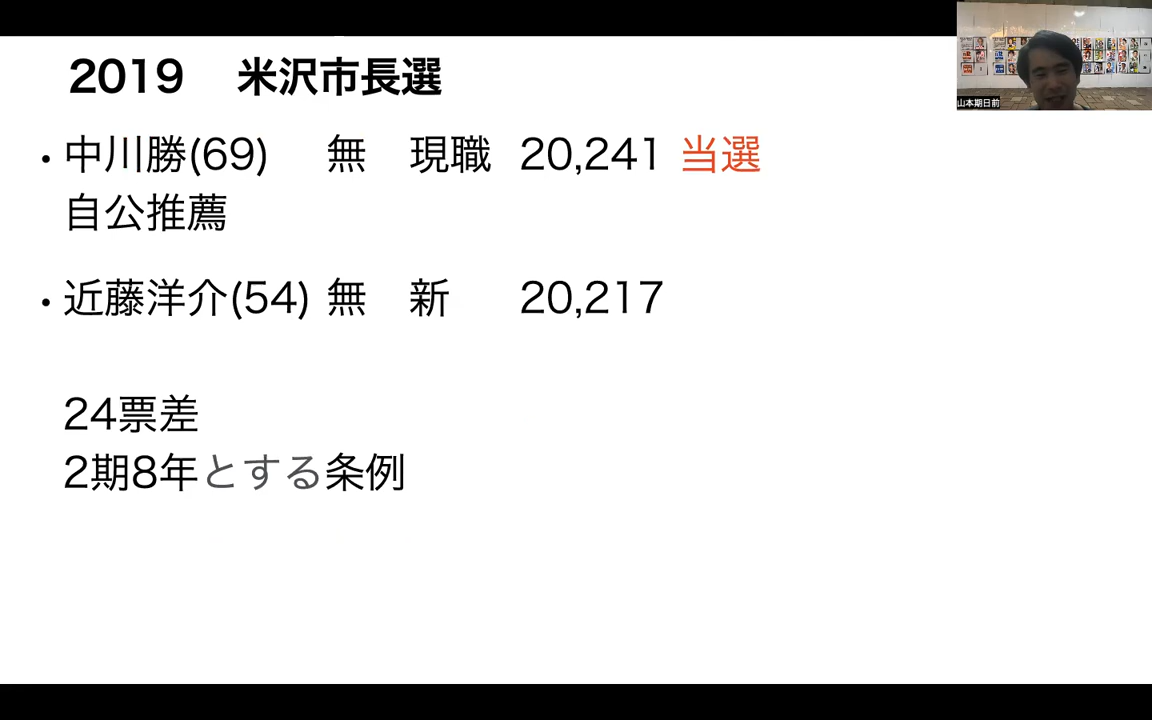 2019 米沢市長選
・中川勝(69) 無 現職 20,241 当選
自公推薦
・近藤洋介(54) 無 新 20,217
24票差
2期8年とする条例
山本期日前